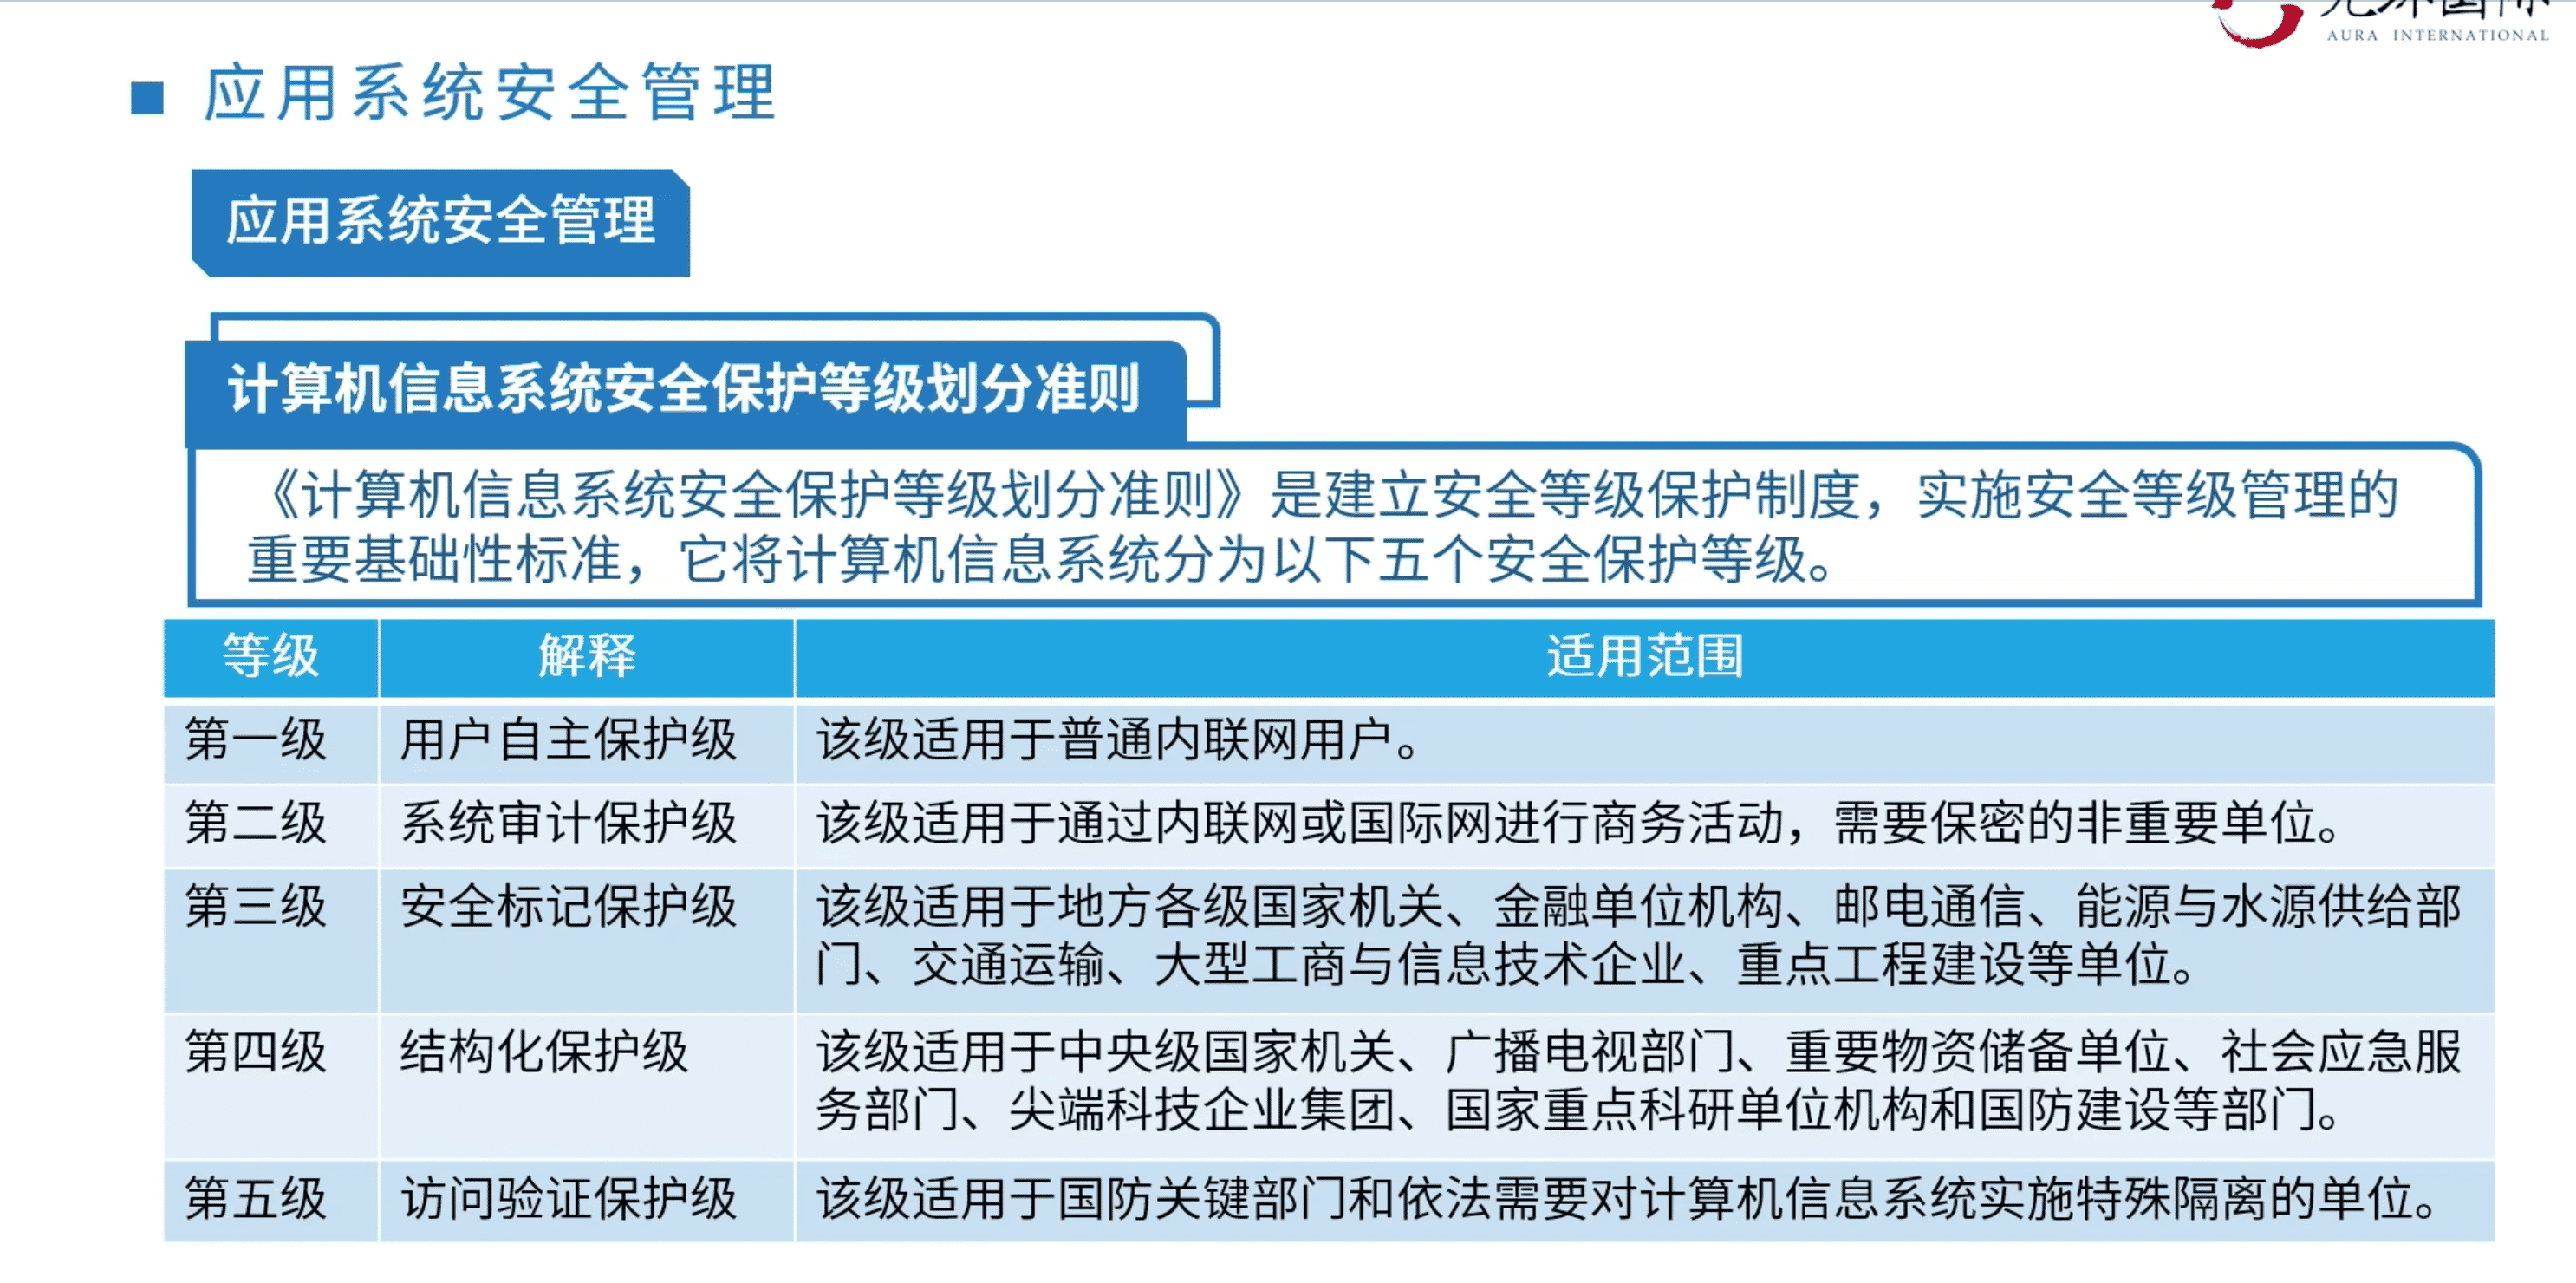 AURA INTERNATIONAL
应用系统安全管理
应用系统安全管理
计算机信息系统安全保护等级划分准则
《计算机信息系统安全保护等级划分准则》是建立安全等级保护制度，实施安全等级管理的
重要基础性标准，它将计算机信息系统分为以下五个安全保护等级。
等级 解释 适用范围
第一级 用户自主保护级 该级适用于普通内联网用户。
第二级 系统审计保护级 该级适用于通过内联网或国际网进行商务活动，需要保密的非重要单位。
第三级 安全标记保护级 该级适用于地方各级国家机关、金融单位机构、邮电通信、能源与水源供给部
门、交通运输、大型工商与信息技术企业、重点工程建设等单位。
第四级 结构化保护级 该级适用于中央级国家机关、广播电视部门、重要物资储备单位、社会应急服
务部门、尖端科技企业集团、国家重点科研单位机构和国防建设等部门。
第五级 访问验证保护级 该级适用于国防关键部门和依法需要对计算机信息系统实施特殊隔离的单位。